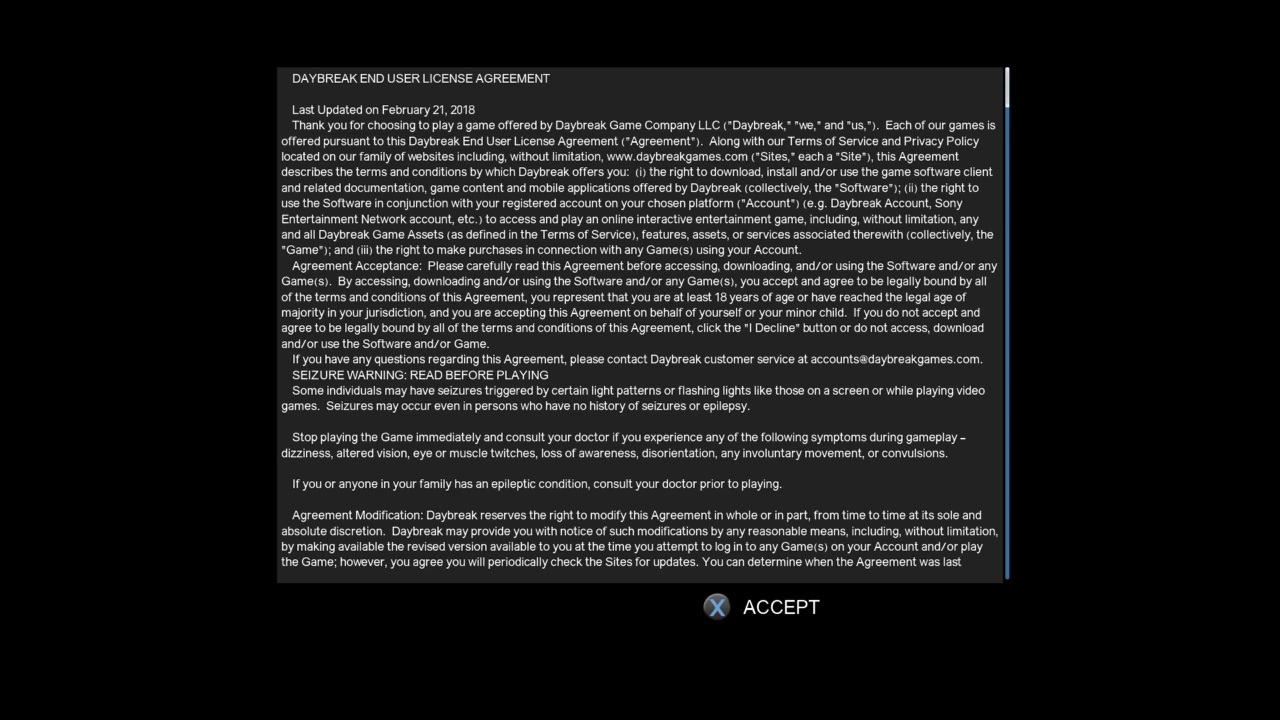 DAYBREAK END USER LICENSE AGREEMENT
Last Updated on February 21, 2018
Thank you for choosing to play a game offered by Daybreak Game Company LLC ("Daybreak," "we," and "us,").  Each of our games is
offered pursuant to this Daybreak End User License Agreement ("Agreement").  Along with our Terms of Service and Privacy Policy
located on our family of websites including, without limitation, www.daybreakgames.com ("Sites," each a "Site"), this Agreement
describes the terms and conditions by which Daybreak offers you:  (i) the right to download, install and/or use the game software client
and related documentation, game content and mobile applications offered by Daybreak (collectively, the "Software"); (ii) the right to
use the Software in conjunction with your registered account on your chosen platform ("Account") (e.g. Daybreak Account, Sony
Entertainment Network account, etc.) to access and play an online interactive entertainment game, including, without limitation, any
and all Daybreak Game Assets (as defined in the Terms of Service), features, assets, or services associated therewith (collectively, the
"Game"); and (iii) the right to make purchases in connection with any Game(s) using your Account.
Agreement Acceptance:  Please carefully read this Agreement before accessing, downloading, and/or using the Software and/or any
Game(s).  By accessing, downloading and/or using the Software and/or any Game(s), you accept and agree to be legally bound by all
of the terms and conditions of this Agreement, you represent that you are at least 18 years of age or have reached the legal age of
majority in your jurisdiction, and you are accepting this Agreement on behalf of yourself or your minor child.  If you do not accept and
agree to be legally bound by all of the terms and conditions of this Agreement, click the "I Decline" button or do not access, download
and/or use the Software and/or Game.
If you have any questions regarding this Agreement, please contact Daybreak customer service at accounts@daybreakgames.com.
SEIZURE WARNING: READ BEFORE PLAYING
Some individuals may have seizures triggered by certain light patterns or flashing lights like those on a screen or while playing video
games.  Seizures may occur even in persons who have no history of seizures or epilepsy.
Stop playing the Game immediately and consult your doctor if you experience any of the following symptoms during gameplay –
dizziness, altered vision, eye or muscle twitches, loss of awareness, disorientation, any involuntary movement, or convulsions.
If you or anyone in your family has an epileptic condition, consult your doctor prior to playing.
Agreement Modification: Daybreak reserves the right to modify this Agreement in whole or in part, from time to time at its sole and
absolute discretion.  Daybreak may provide you with notice of such modifications by any reasonable means, including, without limitation,
by making available the revised version available to you at the time you attempt to log in to any Game(s) on your Account and/or play
the Game; however, you agree you will periodically check the Sites for updates. You can determine when the Agreement was last
X ACCEPT